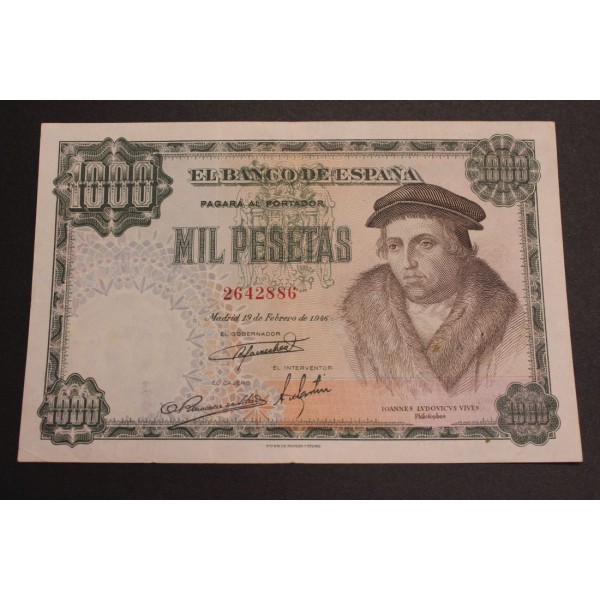 1000
1000
EL BANCO DE ESPAÑA
PAGARÁ AL PORTADOR
MIL PESETAS
2642886
Madrid 19 de Febrero de 1946
EL GOBERNADOR
EL INTERVENTOR
EL CAJERO
IOANNES LVDOVICVS VIVES
Philosophus
1000
1000